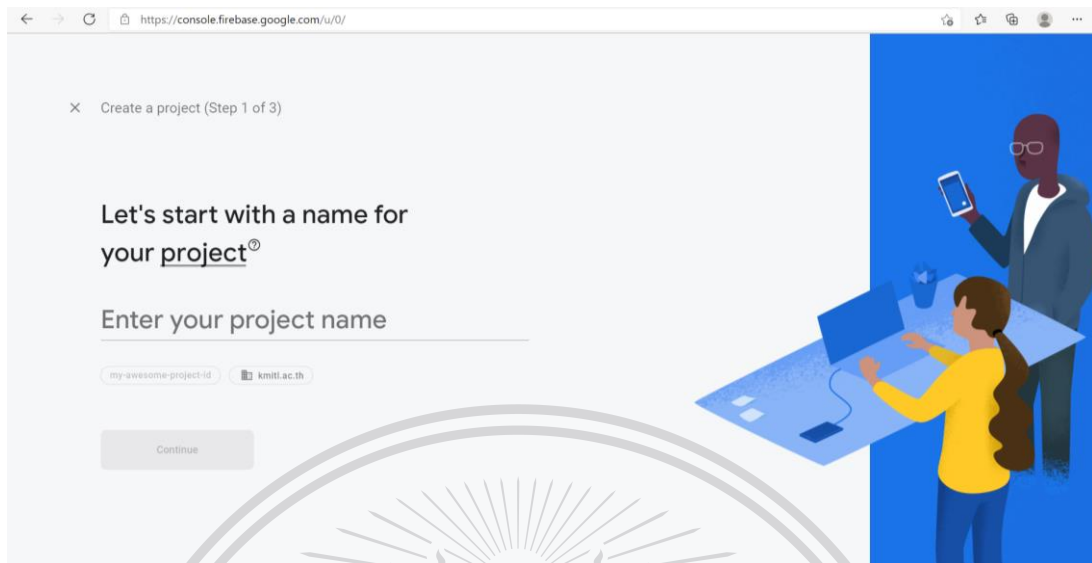 https://console.firebase.google.com/u/0/
Create a project (Step 1 of 3)
Let's start with a name for
your project
Enter your project name
my-awesome-project-id
kmitl.ac.th
Continue